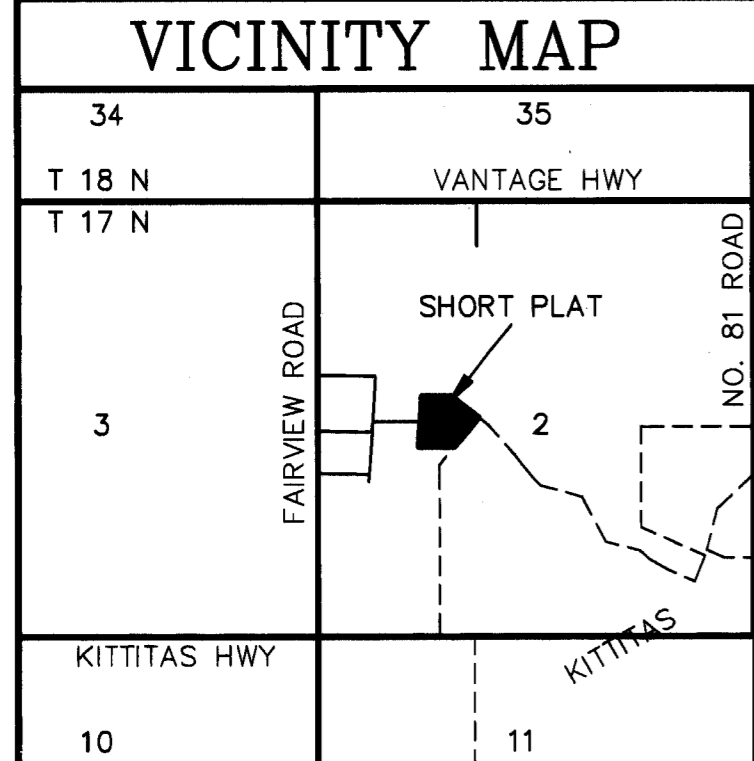 VICINITY MAP
34
35
T 18 N
VANTAGE HWY
T 17 N
NO. 81 ROAD
SHORT PLAT
FAIRVIEW ROAD
3
2
KITTITAS HWY
KITTITAS
10
11